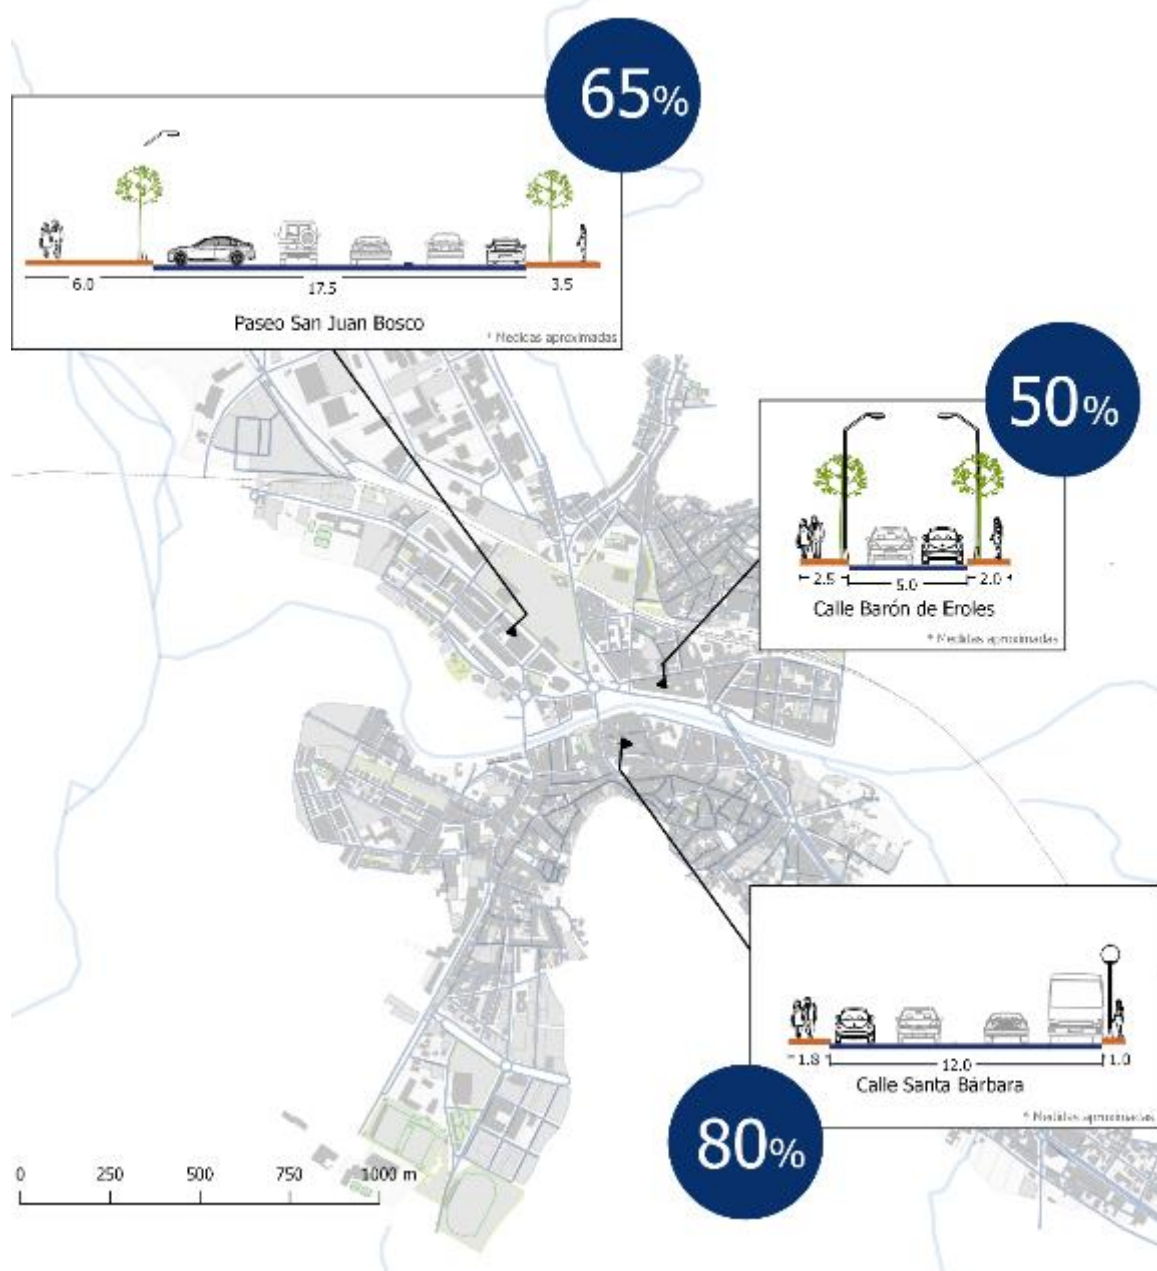 65%
6.0 17.5 3.5
Paseo San Juan Bosco
* Medidas aproximadas
50%
2.5 5.0 2.0
Calle Barón de Eroles
* Medidas aproximadas
1.8 12.0 1.0
Calle Santa Bárbara
* Medidas aproximadas
80%
0 250 500 750 1000 m